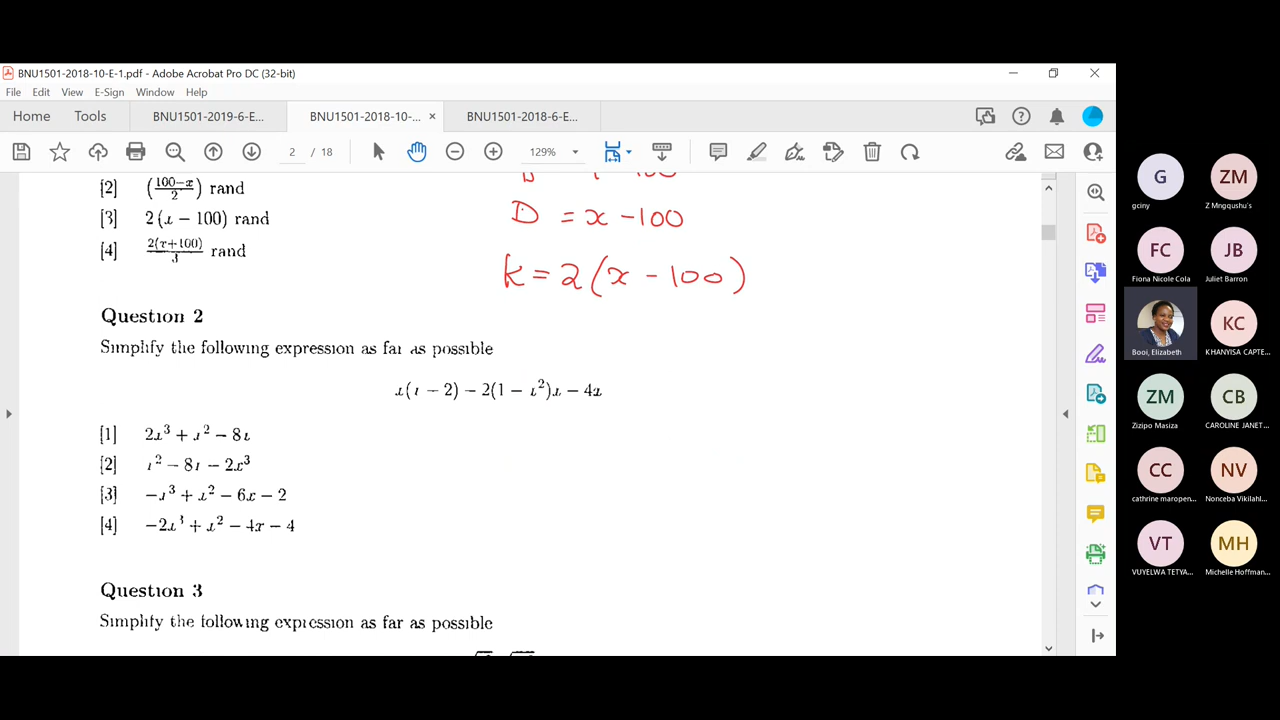 BNU1501-2018-10-E-1.pdf - Adobe Acrobat Pro DC (32-bit)
File Edit View E-Sign Window Help
Home Tools BNU1501-2019-6-E... BNU1501-2018-10-... × BNU1501-2018-6-E...
2 / 18 129%
[2] (100−x/2) rand
[3] 2(x − 100) rand
D = x − 100
[4] 2(x+100)/3 rand
K = 2(x − 100)
Question 2
Simplify the following expression as far as possible
x(x − 2) − 2(1 − x²)x − 4x
[1] 2x³ + x² − 8x
[2] x² − 8x − 2x³
[3] −x³ + x² − 6x − 2
[4] −2x³ + x² − 4x − 4
Question 3
Simplify the following expression as far as possible
G ZM
gciny Z Mngqushu's
FC JB
Fiona Nicole Cola Juliet Barron
KC
Booi, Elizabeth KHANYISA CAPTE...
ZM CB
Zizipo Masiza CAROLINE JANET...
CC NV
cathrine maropen... Nonceba Vikilahl...
VT MH
VUYELWA TETYA... Michelle Hoffman...